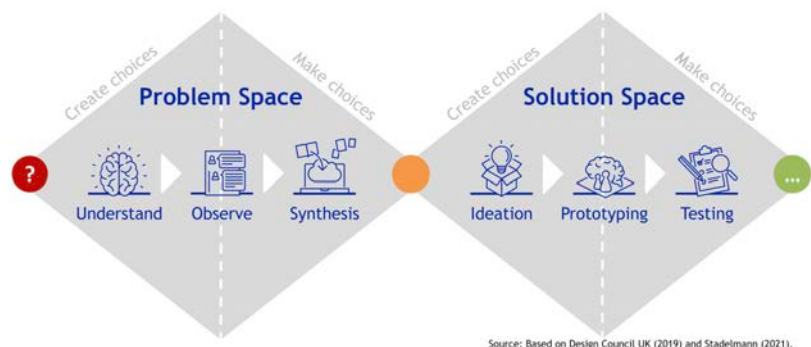 Create choices
Make choices
Create choices
Make choices
Problem Space
Solution Space
?
...
Understand
Observe
Synthesis
Ideation
Prototyping
Testing
Source: Based on Design Council UK (2019) and Stadelmann (2021).